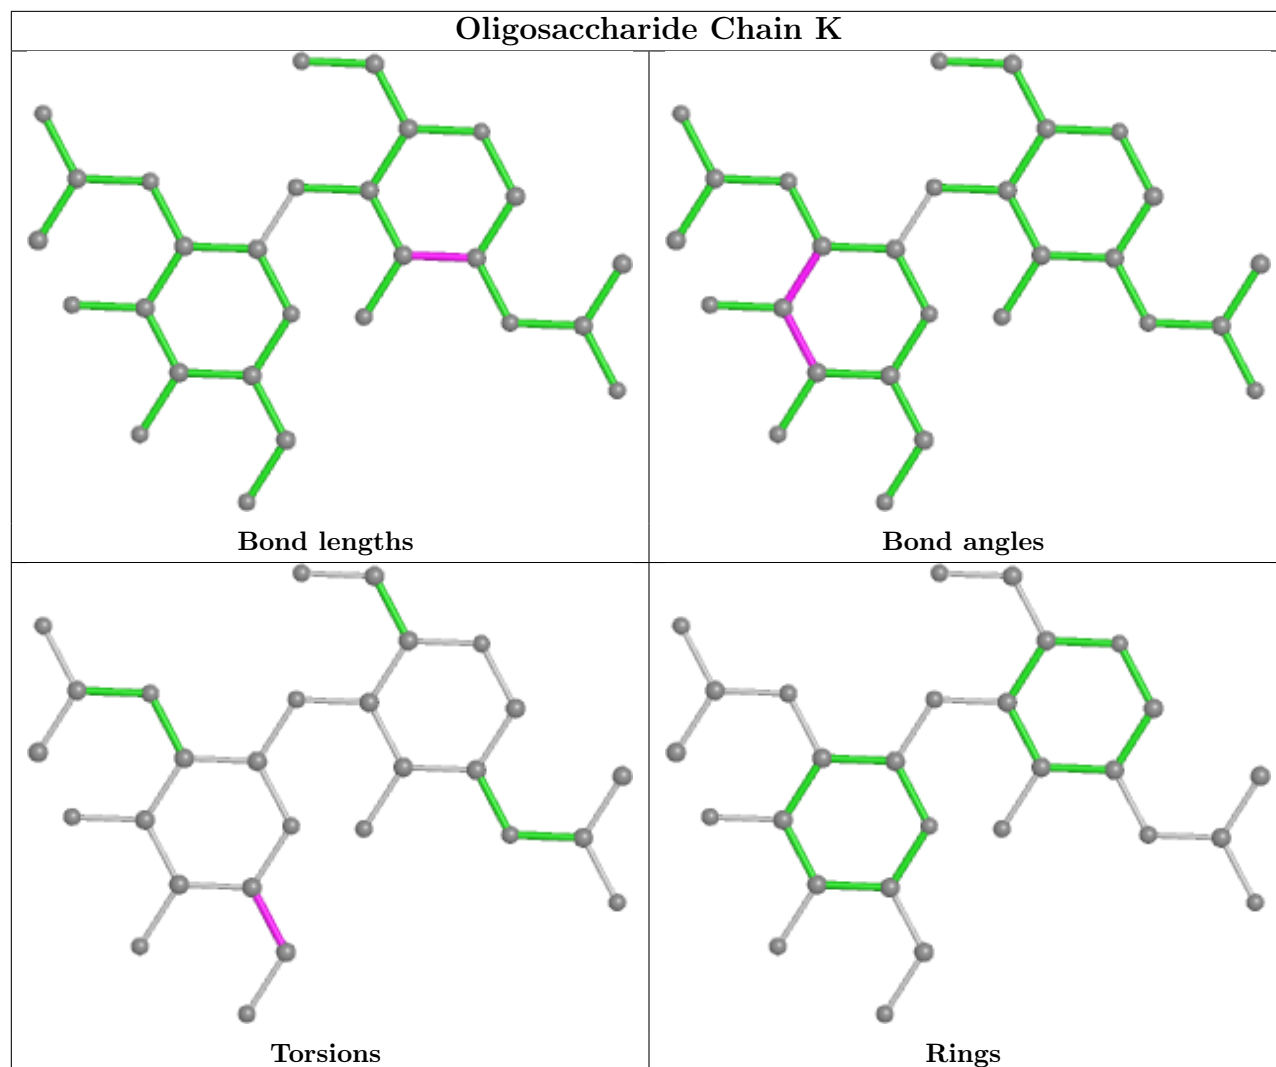 Oligosaccharide Chain K
Bond lengths
Bond angles
Torsions
Rings